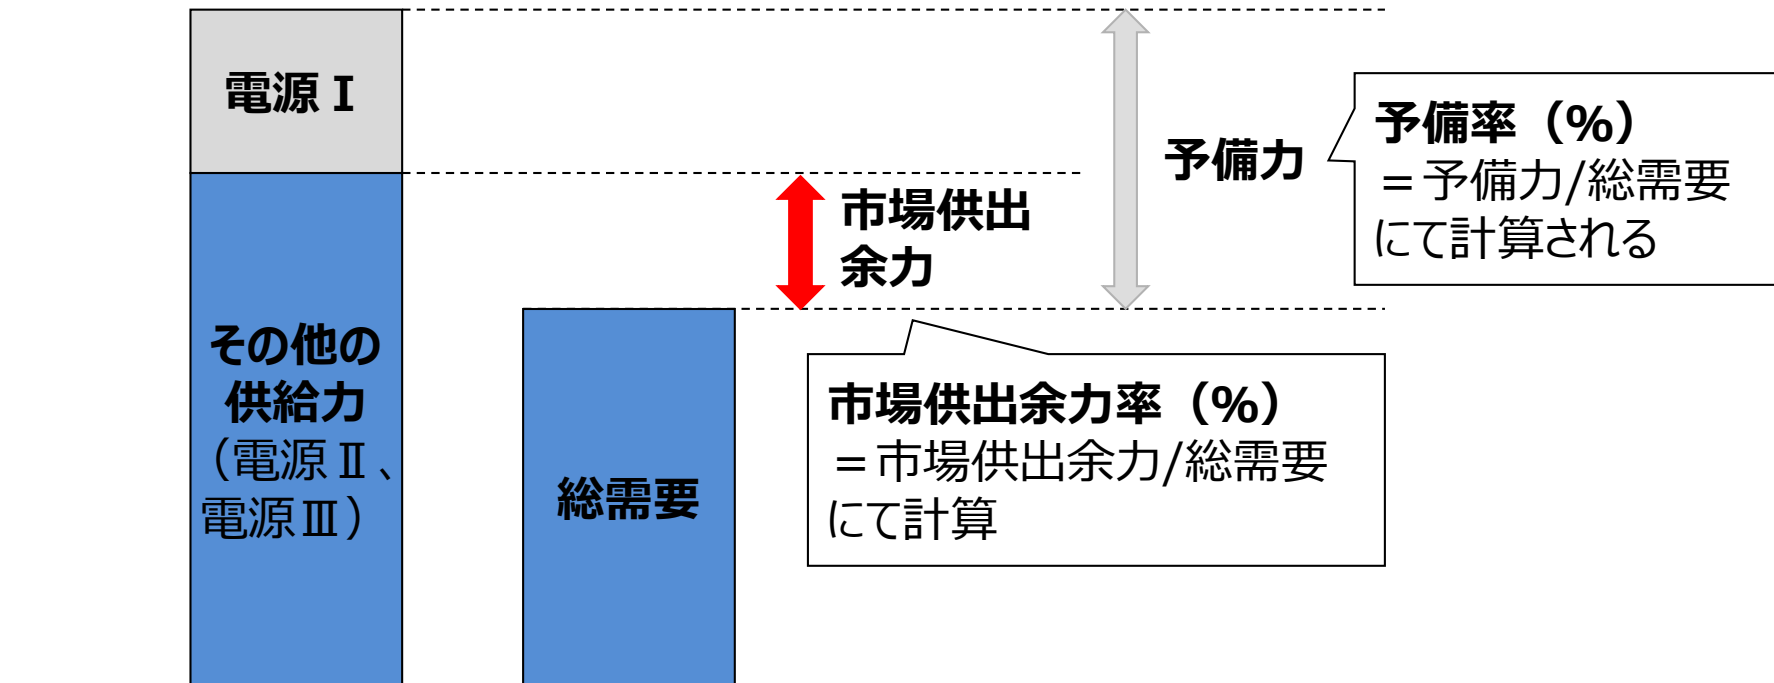 電源Ⅰ
その他の
供給力
（電源Ⅱ、
電源Ⅲ）
総需要
市場供出
余力
予備力
予備率（%）
＝予備力/総需要
にて計算される
市場供出余力率（%）
＝市場供出余力/総需要
にて計算